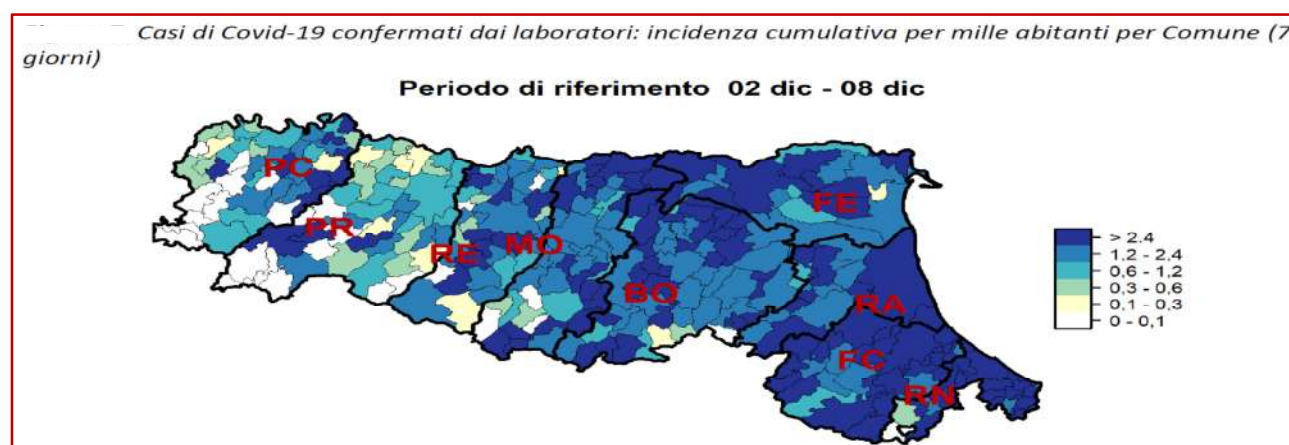 Casi di Covid-19 confermati dai laboratori: incidenza cumulativa per mille abitanti per Comune (7
giorni)
Periodo di riferimento 02 dic - 08 dic
PC
FE
PR
RE
MO
BO
RA
FC
RN
> 2.4
1.2 - 2.4
0,6 - 1,2
0,3 - 0,6
0,1 - 0,3
0 - 0,1